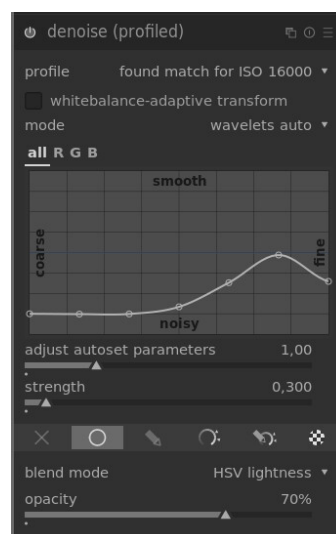 denoise (profiled)
profile found match for ISO 16000
whitebalance-adaptive transform
mode wavelets auto
all R G B
smooth
coarse
fine
noisy
adjust autoset parameters 1,00
strength 0,300
blend mode HSV lightness
opacity 70%